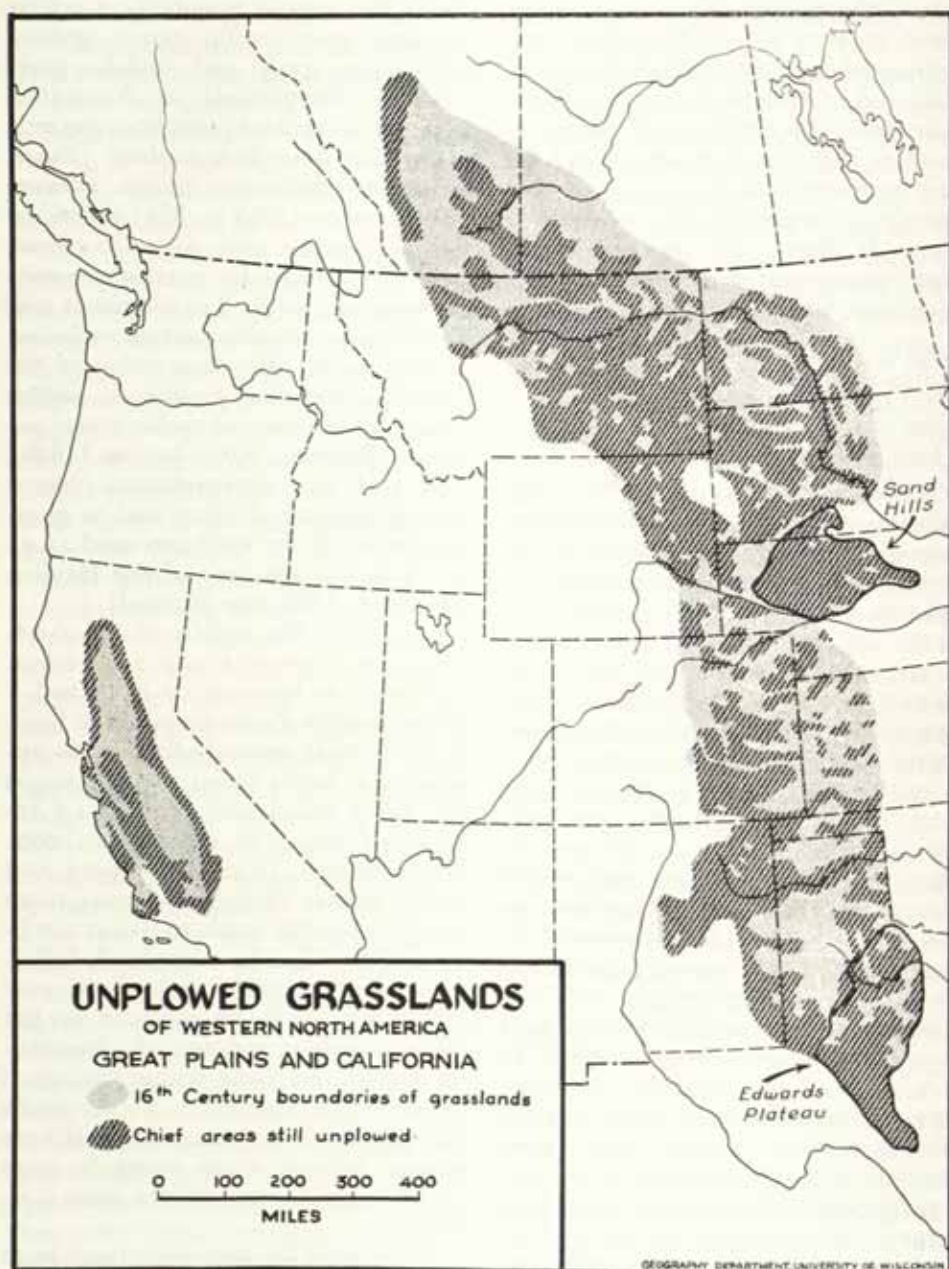 Sand
Hills
UNPLOWED GRASSLANDS
OF WESTERN NORTH AMERICA
GREAT PLAINS AND CALIFORNIA
16th Century boundaries of grasslands
Chief areas still unplowed
0 100 200 300 400
MILES
Edwards
Plateau
GEOGRAPHY DEPARTMENT UNIVERSITY OF WISCONSIN